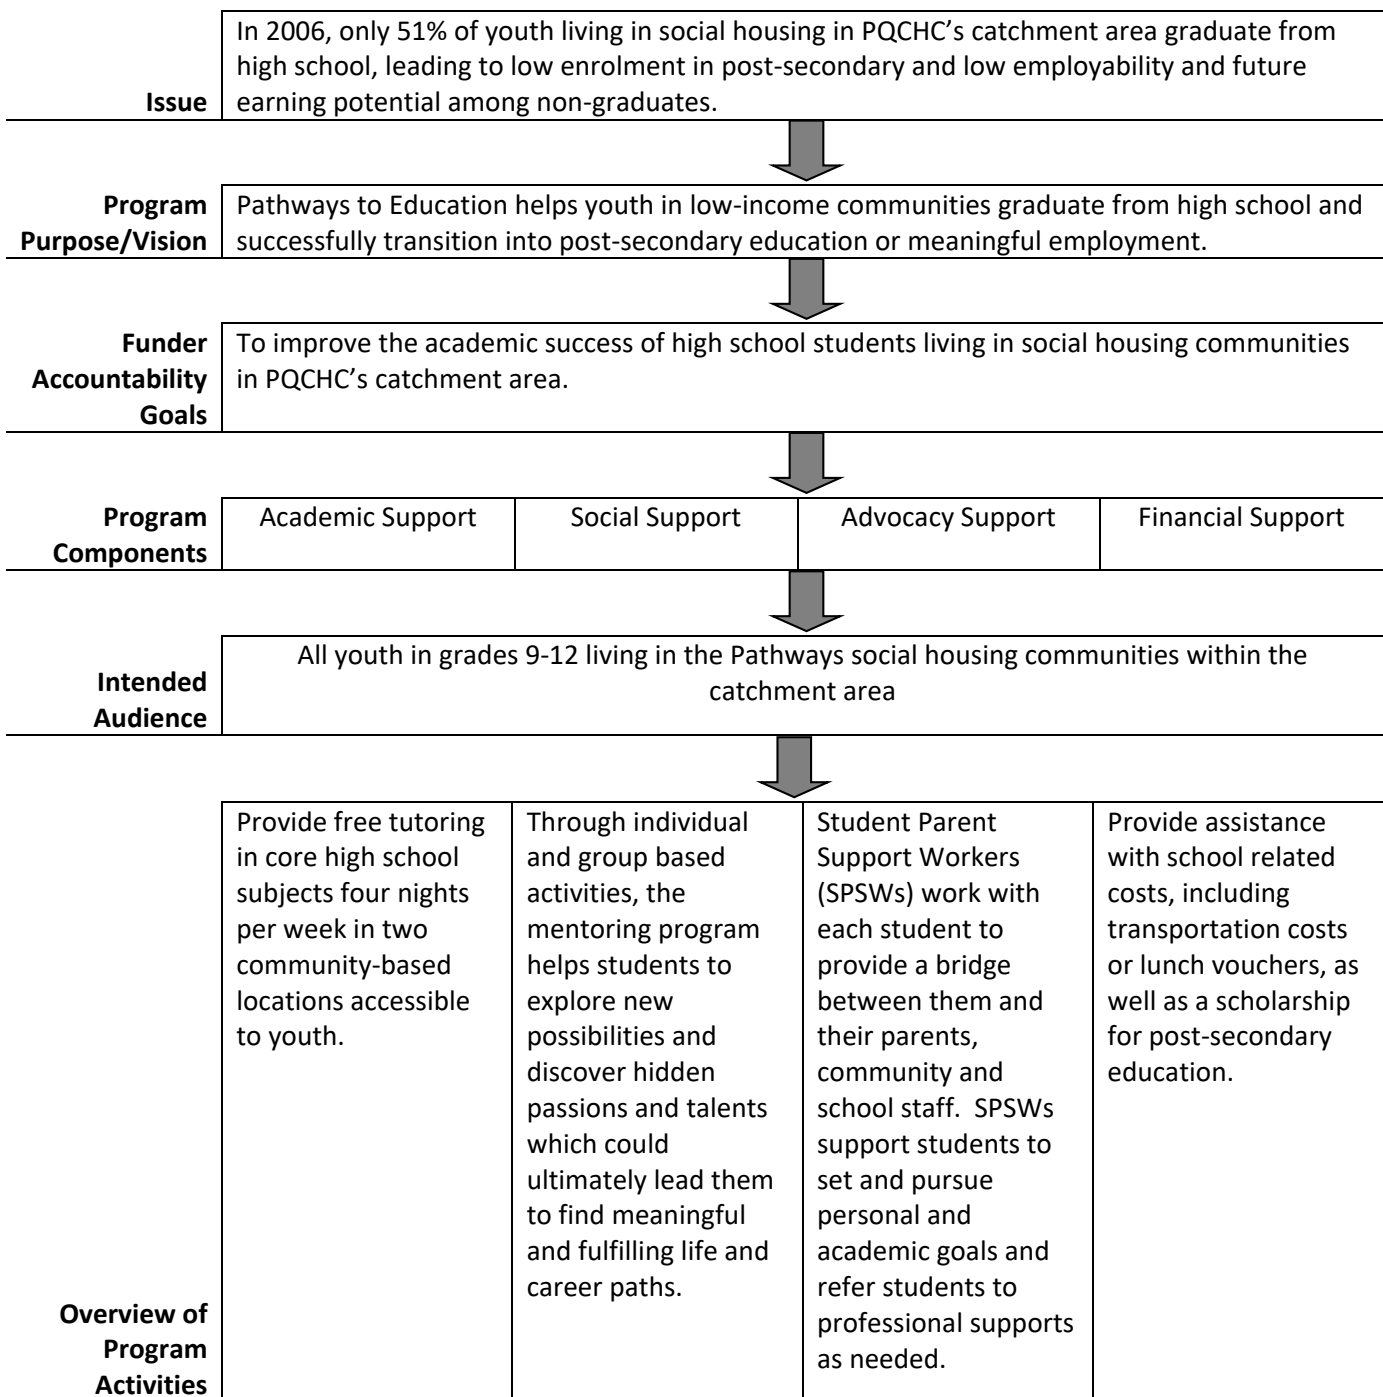 In 2006, only 51% of youth living in social housing in PQCHC’s catchment area graduate from
high school, leading to low enrolment in post-secondary and low employability and future
Issue
earning potential among non-graduates.
Program
Purpose/Vision
Pathways to Education helps youth in low-income communities graduate from high school and
successfully transition into post-secondary education or meaningful employment.
Funder
Accountability
Goals
To improve the academic success of high school students living in social housing communities
in PQCHC’s catchment area.
Program
Components
Academic Support
Social Support
Advocacy Support
Financial Support
Intended
Audience
All youth in grades 9-12 living in the Pathways social housing communities within the
catchment area
Overview of
Program
Activities
Provide free tutoring
in core high school
subjects four nights
per week in two
community-based
locations accessible
to youth.
Through individual
and group based
activities, the
mentoring program
helps students to
explore new
possibilities and
discover hidden
passions and talents
which could
ultimately lead them
to find meaningful
and fulfilling life and
career paths.
Student Parent
Support Workers
(SPSWs) work with
each student to
provide a bridge
between them and
their parents,
community and
school staff.  SPSWs
support students to
set and pursue
personal and
academic goals and
refer students to
professional supports
as needed.
Provide assistance
with school related
costs, including
transportation costs
or lunch vouchers, as
well as a scholarship
for post-secondary
education.